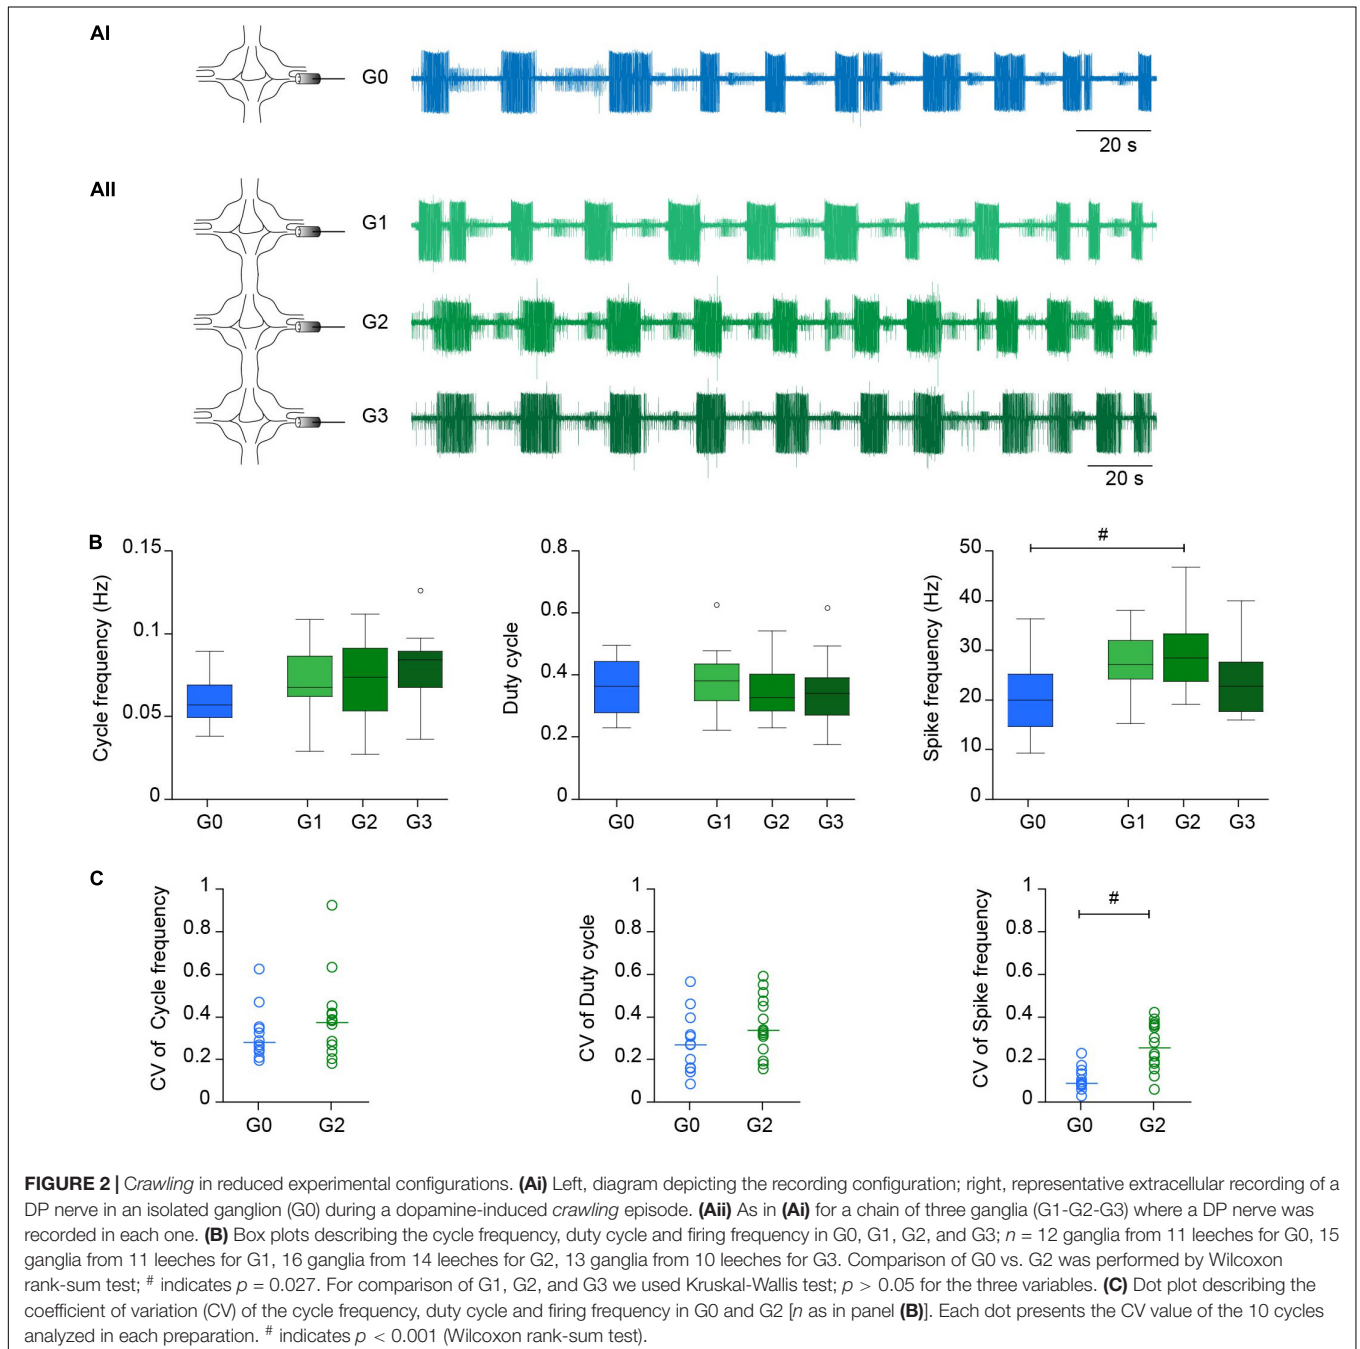 AI
G0
20 s
AII
G1
G2
G3
20 s
B
Cycle frequency (Hz)
0.15
0.1
0.05
0
G0 G1 G2 G3
Duty cycle
0.8
0.6
0.4
0.2
0
G0 G1 G2 G3
Spike frequency (Hz)
50
40
30
20
10
0
#
G0 G1 G2 G3
C
CV of Cycle frequency
1
0.8
0.6
0.4
0.2
0
G0 G2
CV of Duty cycle
1
0.8
0.6
0.4
0.2
0
G0 G2
CV of Spike frequency
1
0.8
0.6
0.4
0.2
0
#
G0 G2
FIGURE 2 | Crawling in reduced experimental configurations. (Ai) Left, diagram depicting the recording configuration; right, representative extracellular recording of a
DP nerve in an isolated ganglion (G0) during a dopamine-induced crawling episode. (Aii) As in (Ai) for a chain of three ganglia (G1-G2-G3) where a DP nerve was
recorded in each one. (B) Box plots describing the cycle frequency, duty cycle and firing frequency in G0, G1, G2, and G3; n = 12 ganglia from 11 leeches for G0, 15
ganglia from 11 leeches for G1, 16 ganglia from 14 leeches for G2, 13 ganglia from 10 leeches for G3. Comparison of G0 vs. G2 was performed by Wilcoxon
rank-sum test; # indicates p = 0.027. For comparison of G1, G2, and G3 we used Kruskal-Wallis test; p > 0.05 for the three variables. (C) Dot plot describing the
coefficient of variation (CV) of the cycle frequency, duty cycle and firing frequency in G0 and G2 [n as in panel (B)]. Each dot presents the CV value of the 10 cycles
analyzed in each preparation. # indicates p < 0.001 (Wilcoxon rank-sum test).